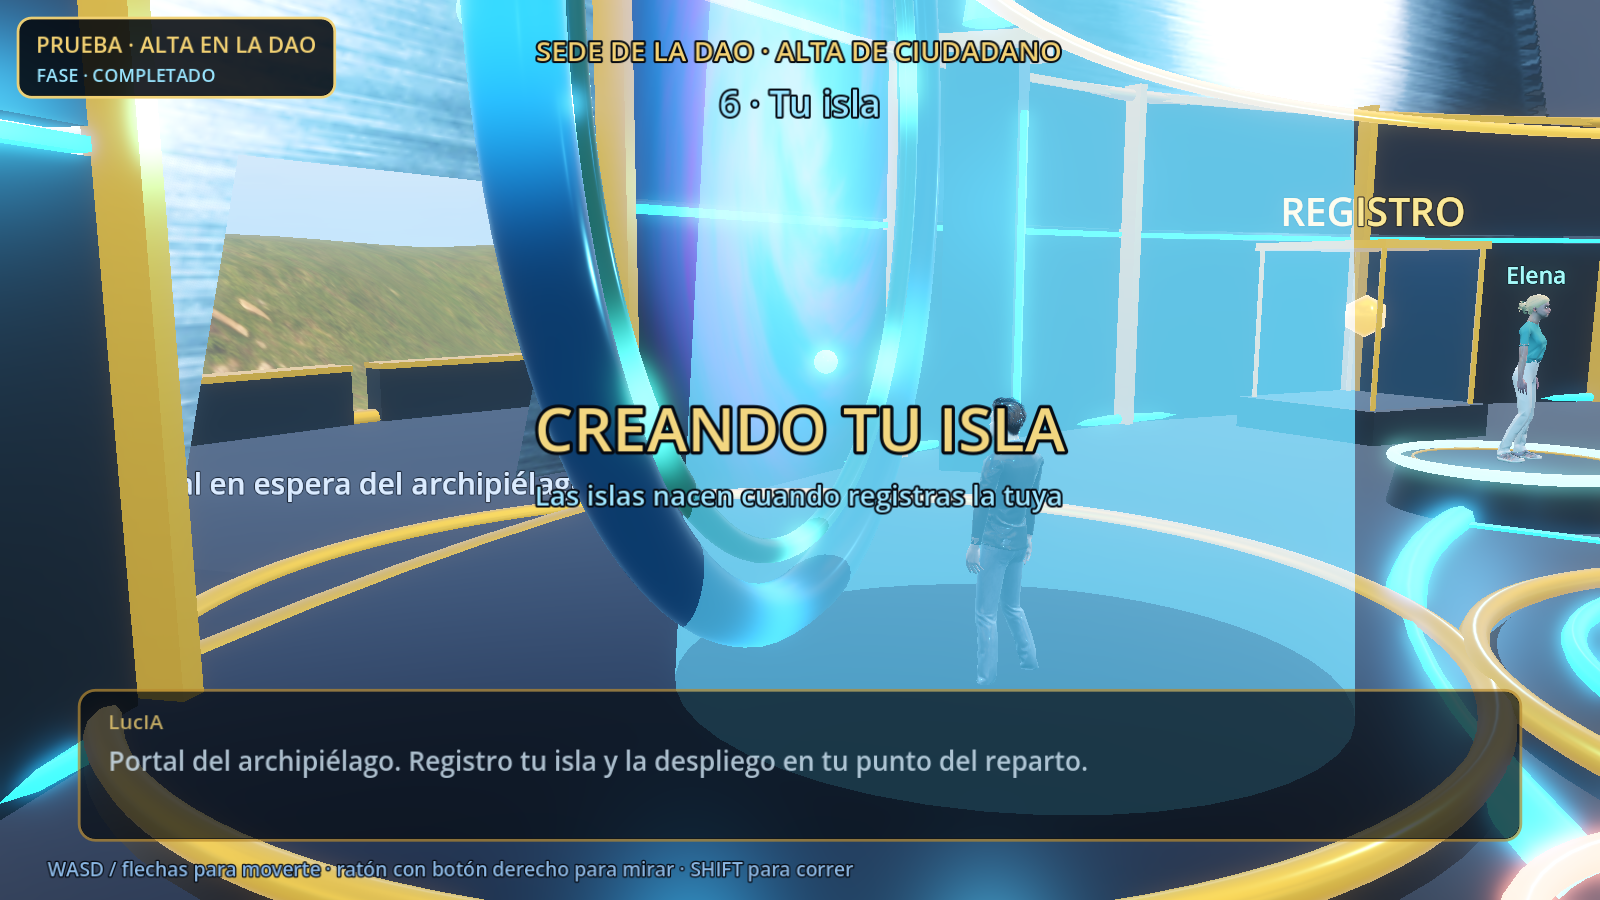 PRUEBA · ALTA EN LA DAO
FASE · COMPLETADO
SEDE DE LA DAO · ALTA DE CIUDADANO
6 · Tu isla
REGISTRO
Elena
CREANDO TU ISLA
en espera del archipiélag
Las islas nacen cuando registras la tuya
LucIA
Portal del archipiélago. Registro tu isla y la despliego en tu punto del reparto.
WASD / flechas para moverte · ratón con botón derecho para mirar · SHIFT para correr